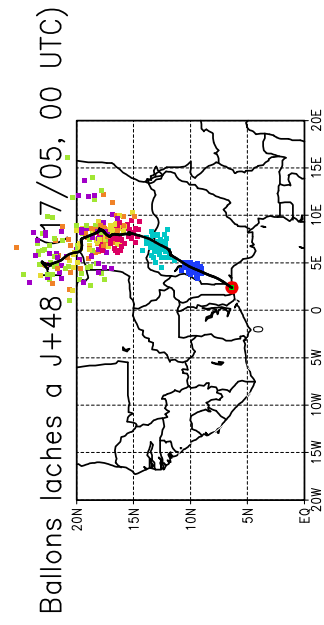 Ballons laches a J+48 (17/05, 00 UTC)
20N
15N
10N
5N
EQ
20W
15W
10W
5W
0
5E
10E
15E
20E
0